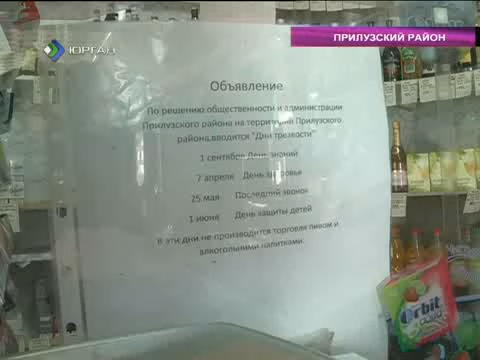 ЮРГАН
ПРИЛУЗСКИЙ РАЙОН
Объявление
По решению общественности и администрации
Прилузского района на территории Прилузского
района,вводится "Дни трезвости"
1 сентября День знаний
7 апреля День здоровья
25 мая Последний звонок
1 июня День защиты детей
В эти дни не производится торговля пивом и
алкогольными напитками.
Orbit